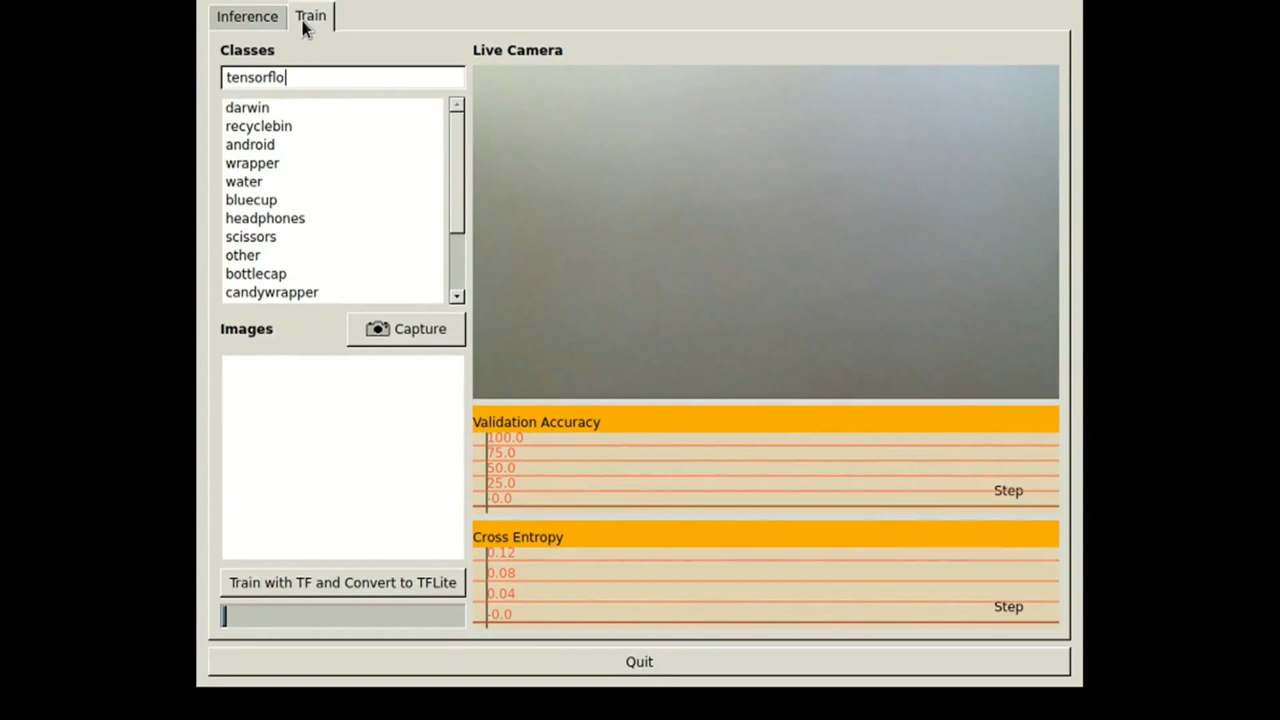 Inference Train
Classes
tensorflo
darwin
recyclebin
android
wrapper
water
bluecup
headphones
scissors
other
bottlecap
candywrapper
Images
Capture
Train with TF and Convert to TFLite
Live Camera
Validation Accuracy
100.0
75.0
50.0
25.0
-0.0
Step
Cross Entropy
0.12
0.08
0.04
-0.0
Step
Quit